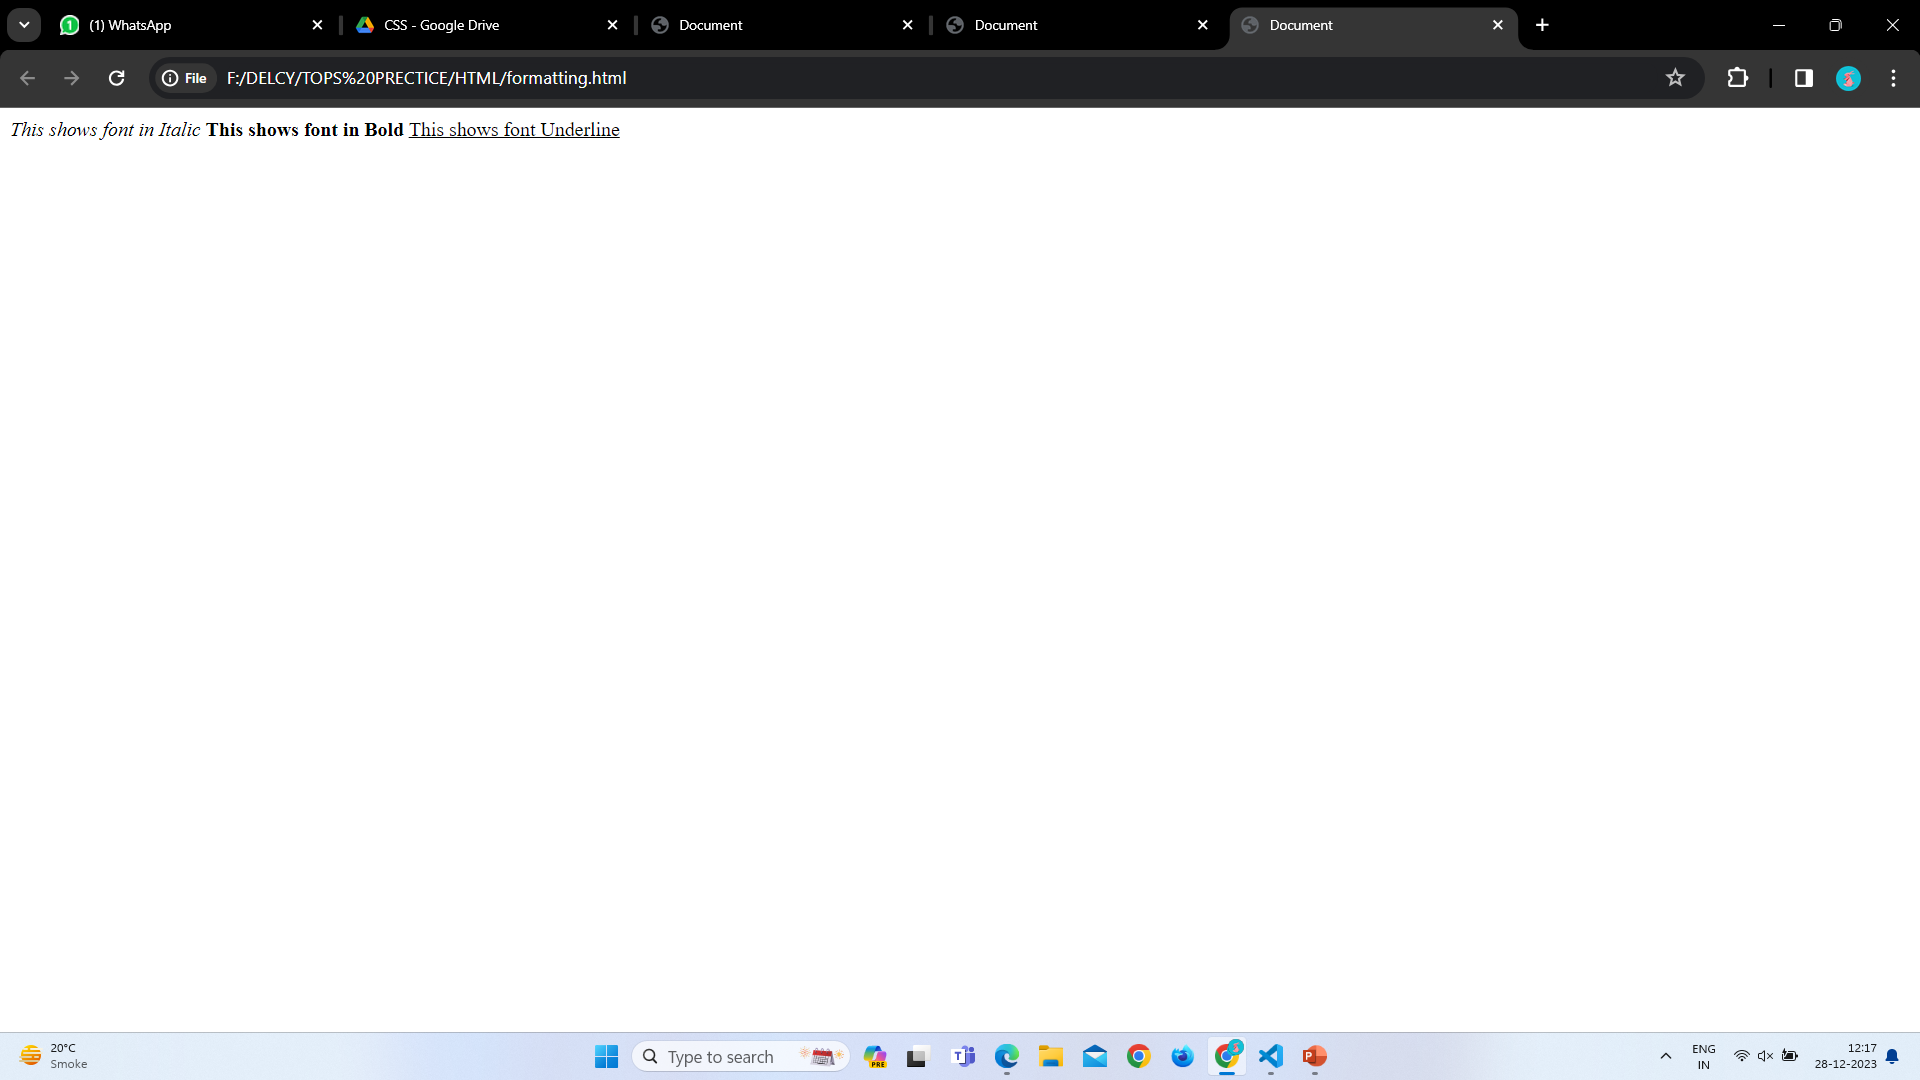 (1) WhatsApp
CSS - Google Drive
Document
Document
Document
File
F:/DELCY/TOPS%20PRECTICE/HTML/formatting.html
This shows font in Italic This shows font in Bold This shows font Underline
20°C
Smoke
Type to search
PRE
ENG
IN
12:17
28-12-2023